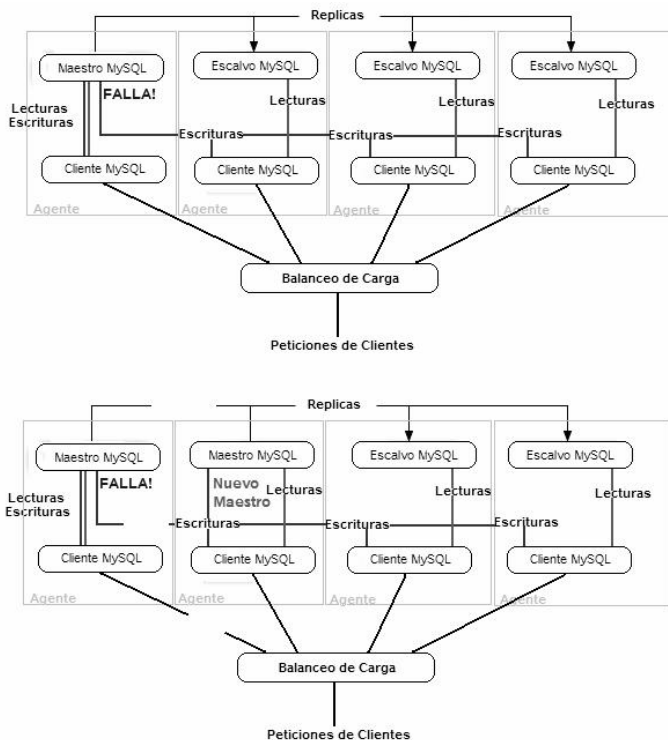 Replicas
Maestro MySQL
Escalvo MySQL
Escalvo MySQL
Escalvo MySQL
FALLA!
Lecturas
Escrituras
Lecturas
Lecturas
Lecturas
Escrituras
Escrituras
Escrituras
Cliente MySQL
Cliente MySQL
Cliente MySQL
Cliente MySQL
Agente
Agente
Agente
Agente
Balanceo de Carga
Peticiones de Clientes
Replicas
Maestro MySQL
Maestro MySQL
Escalvo MySQL
Escalvo MySQL
FALLA!
Nuevo
Maestro
Lecturas
Escrituras
Lecturas
Lecturas
Lecturas
Escrituras
Escrituras
Escrituras
Cliente MySQL
Cliente MySQL
Cliente MySQL
Cliente MySQL
Agente
Agente
Agente
Agente
Balanceo de Carga
Peticiones de Clientes